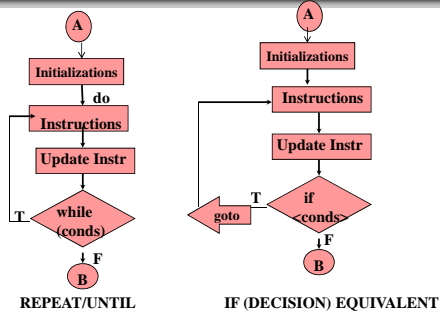 A
Initializations
do
Instructions
Update Instr
while
(conds)
T
F
B
REPEAT/UNTIL
A
Initializations
Instructions
Update Instr
if
<conds>
T
goto
F
B
IF (DECISION) EQUIVALENT